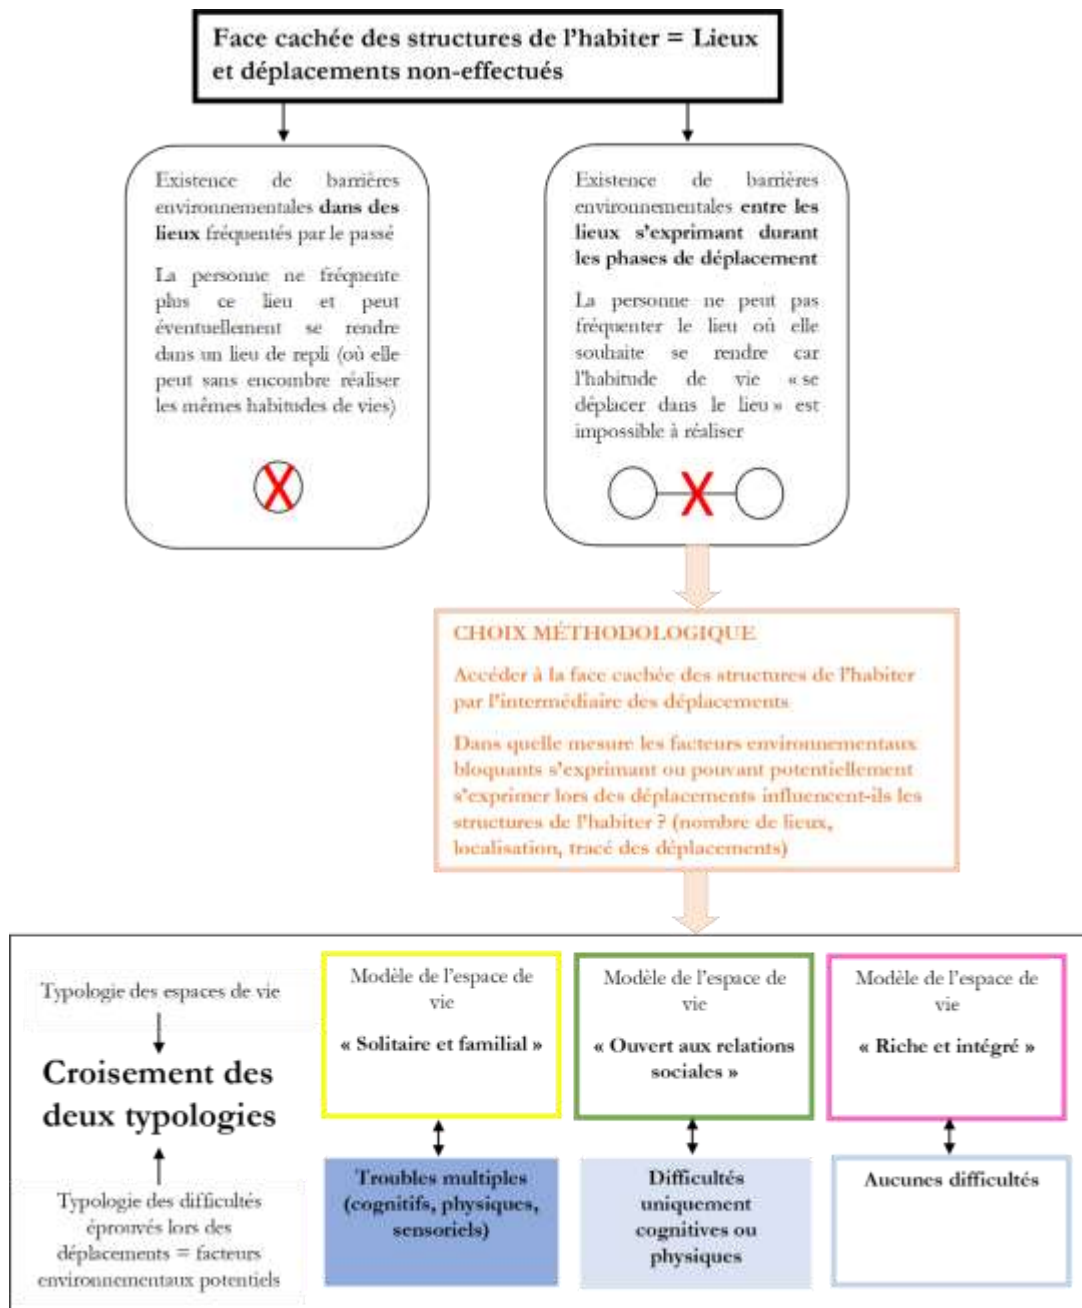 Face cachée des structures de l'habiter = Lieux
et déplacements non-effectués
Existence de barrières
environnementales dans des
lieux fréquentés par le passé
La personne ne fréquente
plus ce lieu et peut
éventuellement se rendre
dans un lieu de repli (où elle
peut sans encombre réaliser
les mêmes habitudes de vies)
X
Existence de barrières
environnementales entre les
lieux s'exprimant durant
les phases de déplacement
La personne ne peut pas
fréquenter le lieu où elle
souhaite se rendre car
l'habitude de vie « se
déplacer dans le lieu » est
impossible à réaliser
X
CHOIX MÉTHODOLOGIQUE
Accéder à la face cachée des structures de l'habiter
par l'intermédiaire des déplacements
Dans quelle mesure les facteurs environnementaux
bloquants s'exprimant ou pouvant potentiellement
s'exprimer lors des déplacements influencent-ils les
structures de l'habiter ? (nombre de lieux,
localisation, tracé des déplacements)
Typologie des espaces de vie
Croisement des
deux typologies
Typologie des difficultés
éprouvés lors des
déplacements = facteurs
environnementaux potentiels
Modèle de l'espace de
vie
« Solitaire et familial »
Modèle de l'espace de
vie
« Ouvert aux relations
sociales »
Modèle de l'espace de
vie
« Riche et intégré »
Troubles multiples
(cognitifs, physiques,
sensoriels)
Difficultés
uniquement
cognitives ou
physiques
Aucunes difficultés